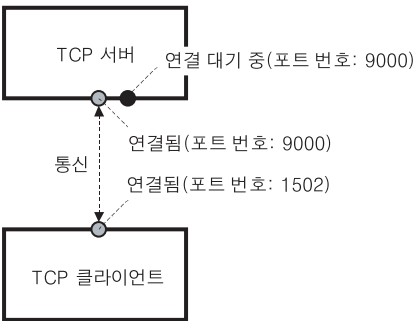 TCP 서버
연결 대기 중(포트 번호: 9000)
연결됨(포트 번호: 9000)
통신
연결됨(포트 번호: 1502)
TCP 클라이언트